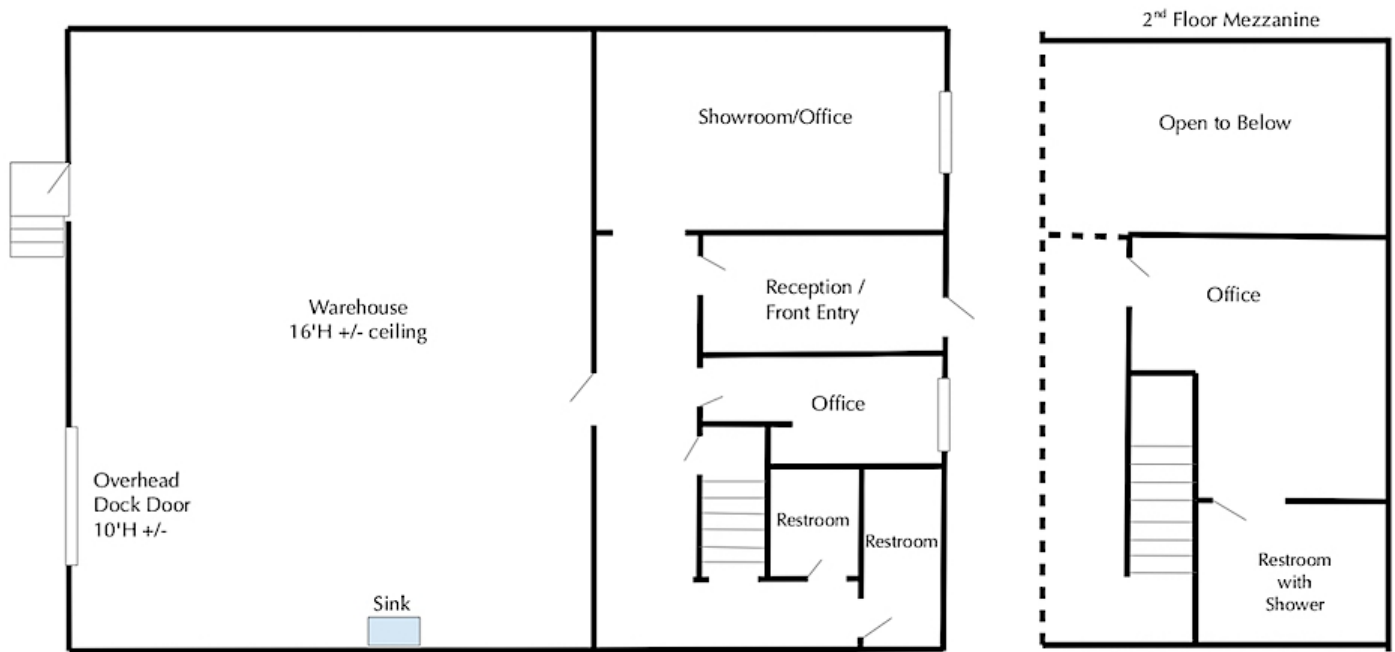 2nd Floor Mezzanine
Showroom/Office
Open to Below
Reception /
Front Entry
Office
Warehouse
16'H +/- ceiling
Office
Overhead
Dock Door
10'H +/-
Restroom
Restroom
Restroom
with
Shower
Sink